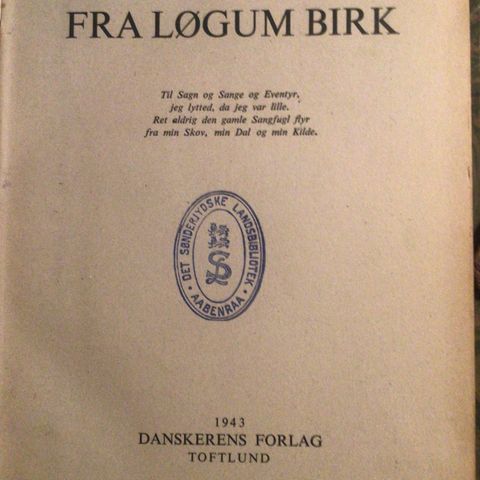 FRA LØGUM BIRK
Til Sagn og Sange og Eventyr,
jeg lytted, da jeg var lille.
Ret aldrig den gamle Sangfugl flyr
fra min Skov, min Dal og min Kilde.
DET SØNDERJYDSKE LANDSBIBLIOTEK
S
• AABENRAA •
1943
DANSKERENS FORLAG
TOFTLUND